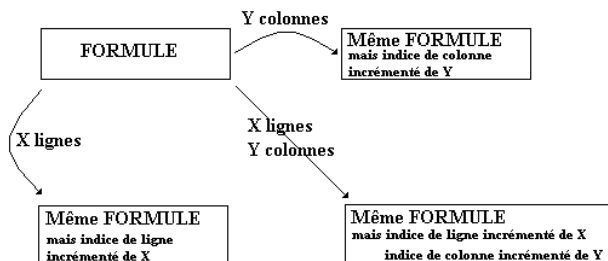 Y colonnes
FORMULE
Même FORMULE
mais indice de colonne
incrémenté de Y
X lignes
X lignes
Y colonnes
Même FORMULE
mais indice de ligne
incrémenté de X
Même FORMULE
mais indice de ligne incrémenté de X
indice de colonne incrémenté de Y